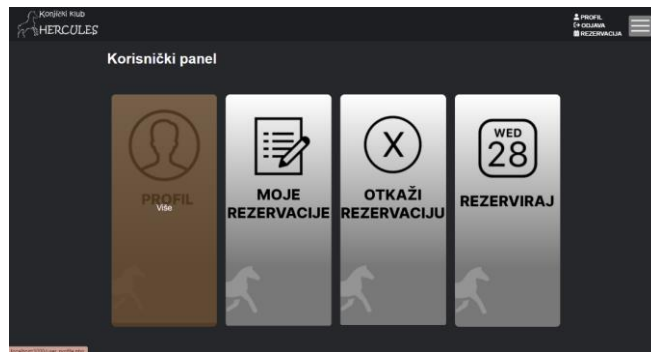 Konjički Klub
HERCULES
PROFIL
ODJAVA
REZERVACIJA
Korisnički panel
PROFIL
Više
MOJE
REZERVACIJE
X
OTKAŽI
REZERVACIJU
WED
28
REZERVIRAJ